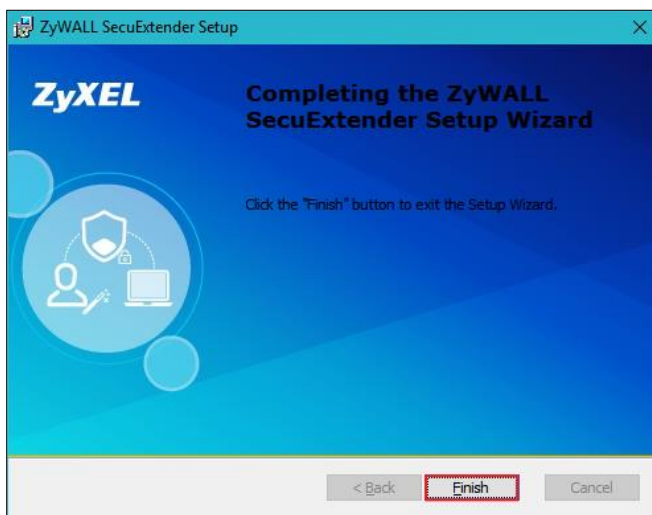 ZyWALL SecuExtender Setup
ZyXEL
Completing the ZyWALL
SecuExtender Setup Wizard
Click the "Finish" button to exit the Setup Wizard.
< Back
Finish
Cancel